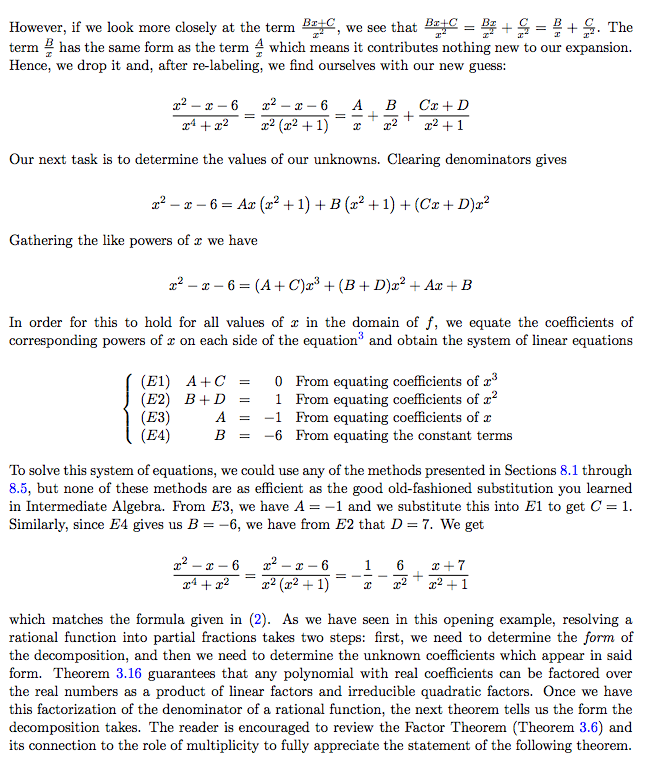 However, if we look more closely at the term $\frac{Bx+C}{x^2}$, we see that $\frac{Bx+C}{x^2} = \frac{Bx}{x^2} + \frac{C}{x^2} = \frac{B}{x} + \frac{C}{x^2}$. The
term $\frac{B}{x}$ has the same form as the term $\frac{A}{x}$ which means it contributes nothing new to our expansion.
Hence, we drop it and, after re-labeling, we find ourselves with our new guess:
$\frac{x^2 - x - 6}{x^4 + x^2} = \frac{x^2 - x - 6}{x^2 (x^2 + 1)} = \frac{A}{x} + \frac{B}{x^2} + \frac{Cx + D}{x^2 + 1}$
Our next task is to determine the values of our unknowns. Clearing denominators gives
$x^2 - x - 6 = Ax (x^2 + 1) + B (x^2 + 1) + (Cx + D)x^2$
Gathering the like powers of $x$ we have
$x^2 - x - 6 = (A + C)x^3 + (B + D)x^2 + Ax + B$
In order for this to hold for all values of $x$ in the domain of $f$, we equate the coefficients of
corresponding powers of $x$ on each side of the equation$^3$ and obtain the system of linear equations
(E1) $A + C = 0$ From equating coefficients of $x^3$
(E2) $B + D = 1$ From equating coefficients of $x^2$
(E3) $A = -1$ From equating coefficients of $x$
(E4) $B = -6$ From equating the constant terms
To solve this system of equations, we could use any of the methods presented in Sections 8.1 through
8.5, but none of these methods are as efficient as the good old-fashioned substitution you learned
in Intermediate Algebra. From E3, we have $A = -1$ and we substitute this into E1 to get $C = 1$.
Similarly, since E4 gives us $B = -6$, we have from E2 that $D = 7$. We get
$\frac{x^2 - x - 6}{x^4 + x^2} = \frac{x^2 - x - 6}{x^2 (x^2 + 1)} = -\frac{1}{x} - \frac{6}{x^2} + \frac{x + 7}{x^2 + 1}$
which matches the formula given in (2). As we have seen in this opening example, resolving a
rational function into partial fractions takes two steps: first, we need to determine the form of
the decomposition, and then we need to determine the unknown coefficients which appear in said
form. Theorem 3.16 guarantees that any polynomial with real coefficients can be factored over
the real numbers as a product of linear factors and irreducible quadratic factors. Once we have
this factorization of the denominator of a rational function, the next theorem tells us the form the
decomposition takes. The reader is encouraged to review the Factor Theorem (Theorem 3.6) and
its connection to the role of multiplicity to fully appreciate the statement of the following theorem.